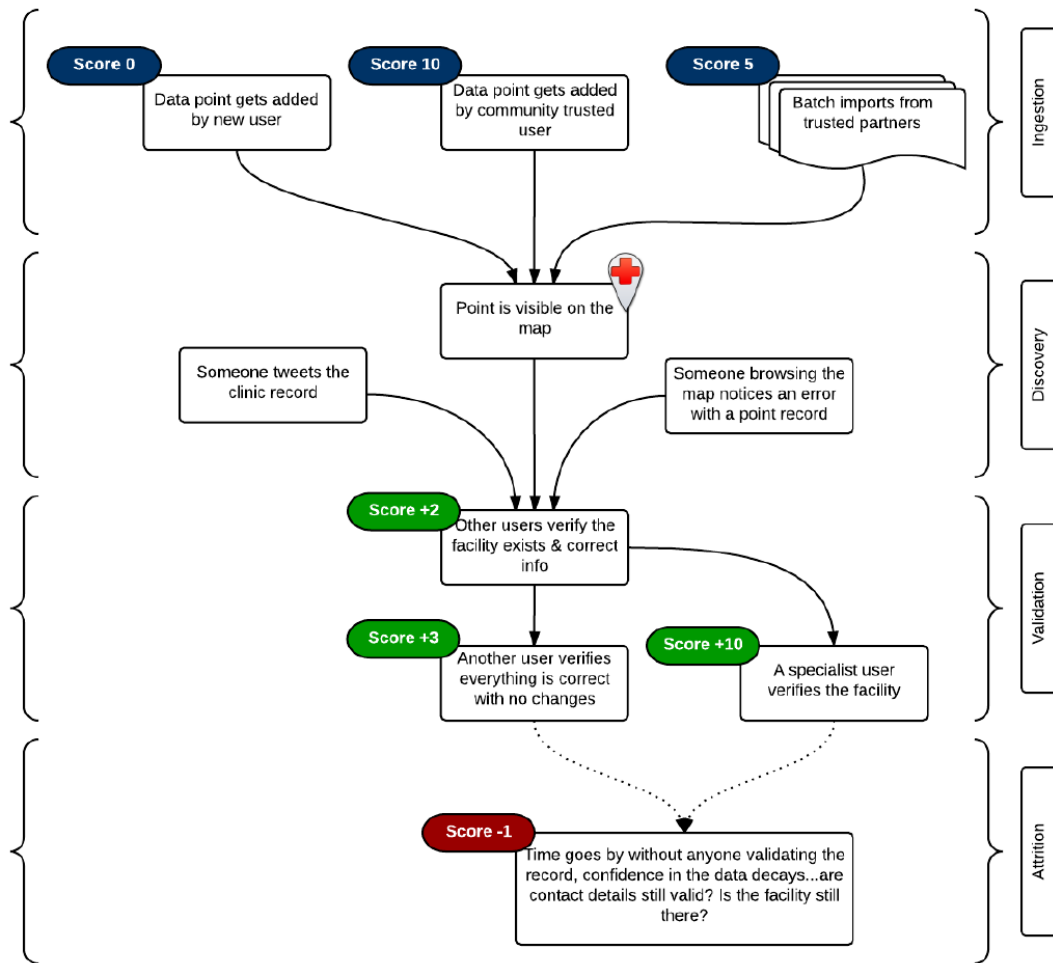 Score 0
Data point gets added
by new user
Score 10
Data point gets added
by community trusted
user
Score 5
Batch imports from
trusted partners
Ingestion
Point is visible on the
map
Someone tweets the
clinic record
Someone browsing the
map notices an error
with a point record
Discovery
Score +2
Other users verify the
facility exists & correct
info
Score +3
Another user verifies
everything is correct
with no changes
Score +10
A specialist user
verifies the facility
Validation
Score -1
Time goes by without anyone validating the
record, confidence in the data decays...are
contact details still valid? Is the facility still
there?
Attrition